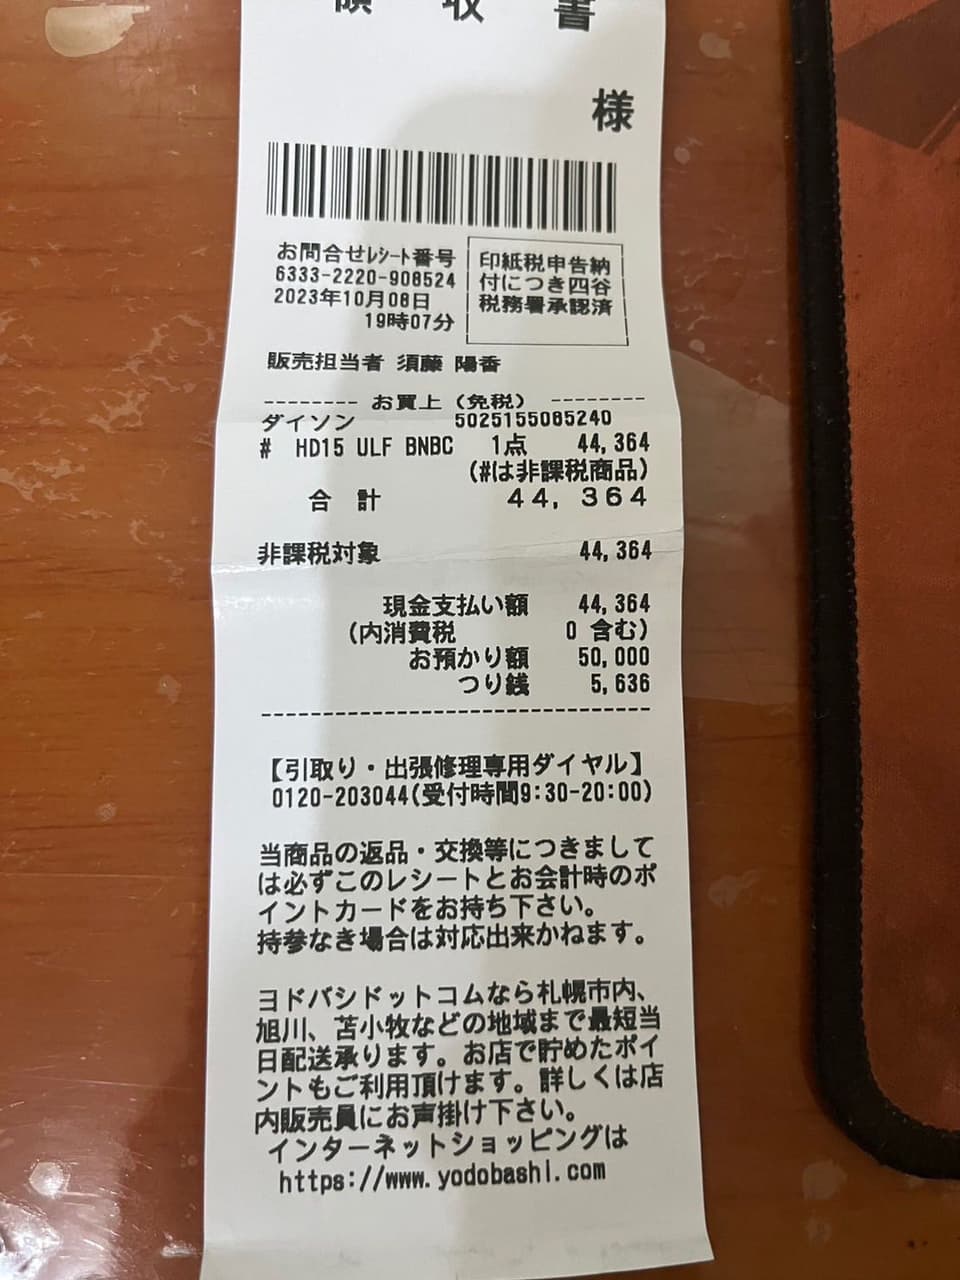 領収書
様
お問合せﾚｼｰﾄ番号
6333-2220-908524
2023年10月08日
19時07分
印紙税申告納
付につき四谷
税務署承認済
販売担当者 須藤 陽香
-------- お買上（免税） --------
ダイソン 5025155085240
# HD15 ULF BNBC 1点 44,364
(#は非課税商品)
合 計 44,364
非課税対象 44,364
現金支払い額 44,364
(内消費税 0 含む)
お預かり額 50,000
つり銭 5,636
--------------------------------
【引取り・出張修理専用ダイヤル】
0120-203044(受付時間9:30-20:00)
当商品の返品・交換等につきまして
は必ずこのレシートとお会計時のポ
イントカードをお持ち下さい。
持参なき場合は対応出来かねます。
ヨドバシドットコムなら札幌市内、
旭川、苫小牧などの地域まで最短当
日配送承ります。お店で貯めたポイ
ントもご利用頂けます。詳しくは店
内販売員にお声掛け下さい。
インターネットショッピングは
https://www.yodobashi.com